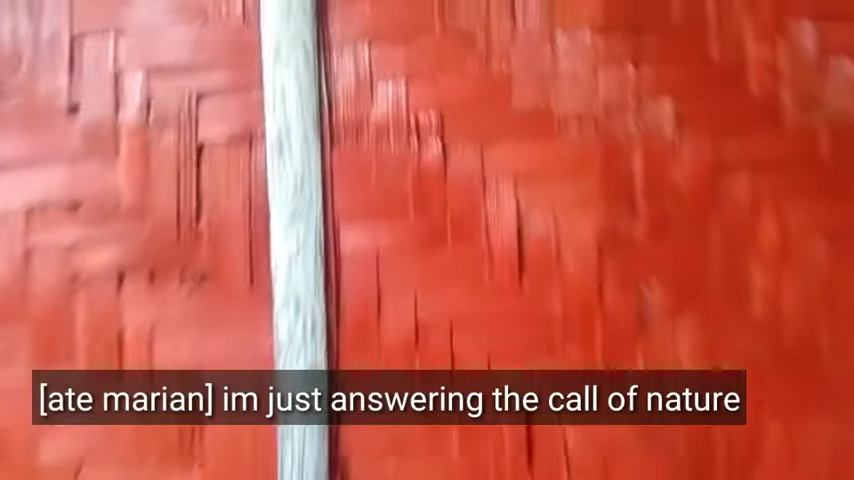 [ate marian] im just answering the call of nature